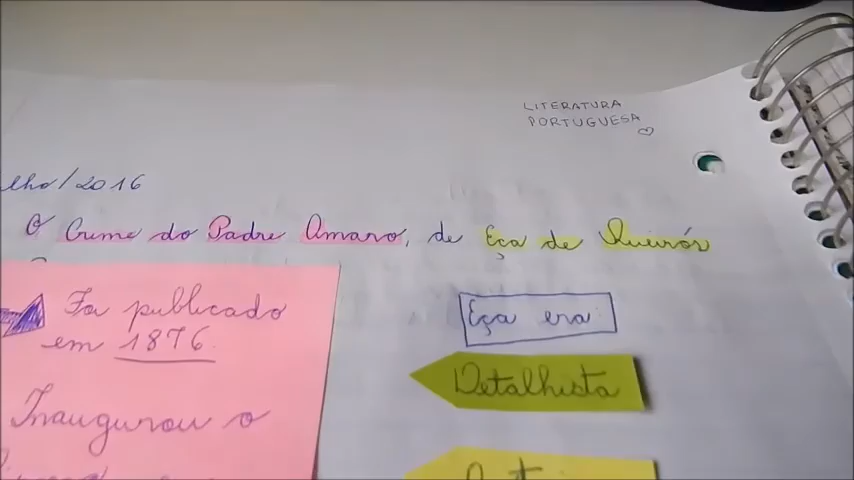 LITERATURA
PORTUGUESA
lho/2016
O Crime do Padre Amaro, de Eça de Queirós
Foi publicado
em 1876
Eça era:
Detalhista
Inaugurou o